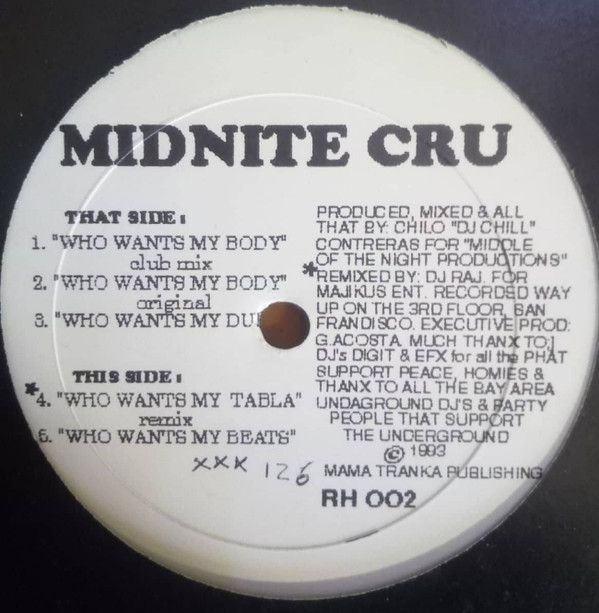 MIDNITE CRU
THAT SIDE:
1. "WHO WANTS MY BODY"
club mix
2. "WHO WANTS MY BODY"
original
3. "WHO WANTS MY
THIS SIDE:
*4. "WHO WANTS MY TABLA"
remix
5. "WHO WANTS MY BEATS"
xxx 126
PRODUCED, MIXED & ALL
THAT BY: CHILO "DJ CHILL"
CONTRERAS FOR "MIDDLE
OF THE NIGHT PRODUCTIONS"
*REMIXED BY: DJ RAJ. FOR
MAJIKUS ENT. RECORDED WAY
UP ON THE 3RD FLOOR, SAN
FRANDISCO. EXECUTIVE PROD:
G.ACOSTA. MUCH THANX TO:
DJ's DIGIT & EFX for all the PHAT
SUPPORT PEACE, HOMIES &
THANX TO ALL THE BAY AREA
UNDAGROUND DJ'S & PARTY
PEOPLE THAT SUPPORT
THE UNDERGROUND
© 1993
MAMA TRANKA PUBLISHING
RH 002